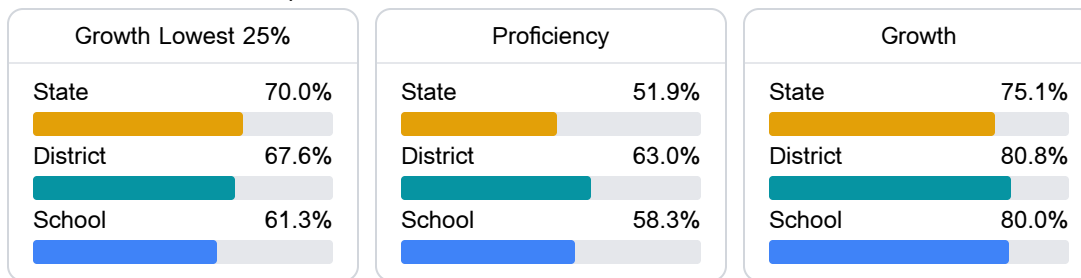 Growth Lowest 25%
State 70.0%
District 67.6%
School 61.3%
Proficiency
State 51.9%
District 63.0%
School 58.3%
Growth
State 75.1%
District 80.8%
School 80.0%